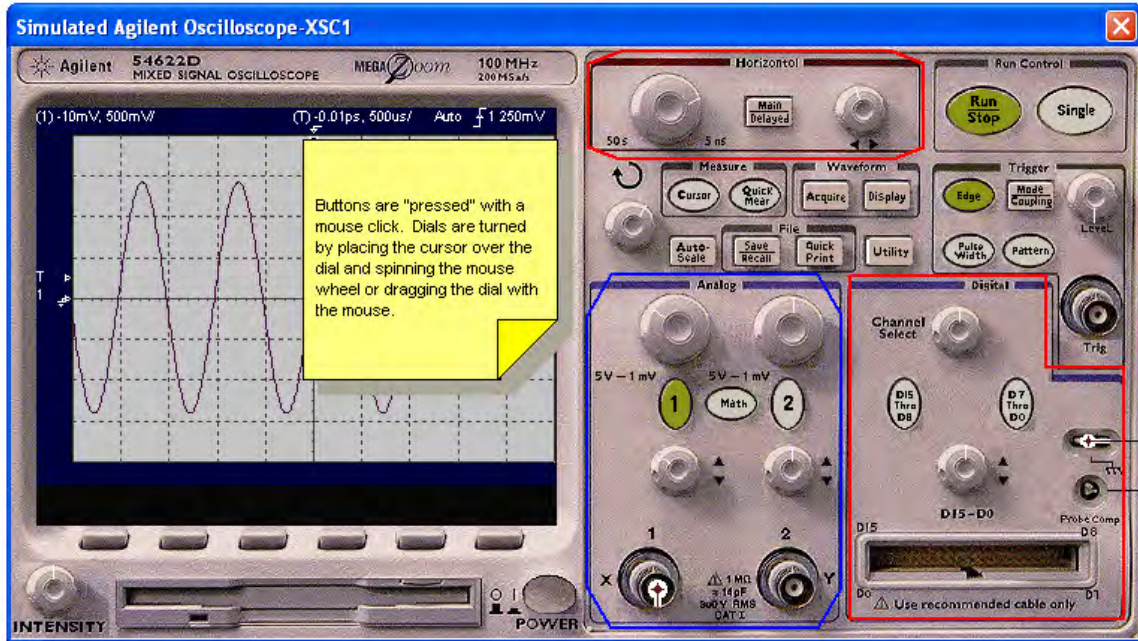 Simulated Agilent Oscilloscope-XSC1
Agilent
54622D
MIXED SIGNAL OSCILLOSCOPE
MEGA Zoom
100 MHz
200 MSa/s
(1) -10mV, 500mV/
(T) -0.01ps, 500us/
Auto
1 250mV
T
1
Buttons are "pressed" with a
mouse click. Dials are turned
by placing the cursor over the
dial and spinning the mouse
wheel or dragging the dial with
the mouse.
INTENSITY
POWER
Horizontal
50s
5 ns
Main
Delayed
Run Control
Run
Stop
Single
Measure
Cursor
Quick
Mear
Waveform
Acquire
Display
Trigger
Edge
Mode
Coupling
Level
Pulse
Width
Pattern
Trig
Auto-
Scale
File
Save
Recall
Quick
Print
Utility
Analog
5V - 1 mV
5V - 1 mV
1
Math
2
1
2
X
Y
1 MΩ
≈ 14pF
300V RMS
CAT I
Digital
Channel
Select
D15
Thro
D8
D7
Thro
D0
D15-D0
Probe Comp
D15
D8
D0
D1
Use recommended cable only